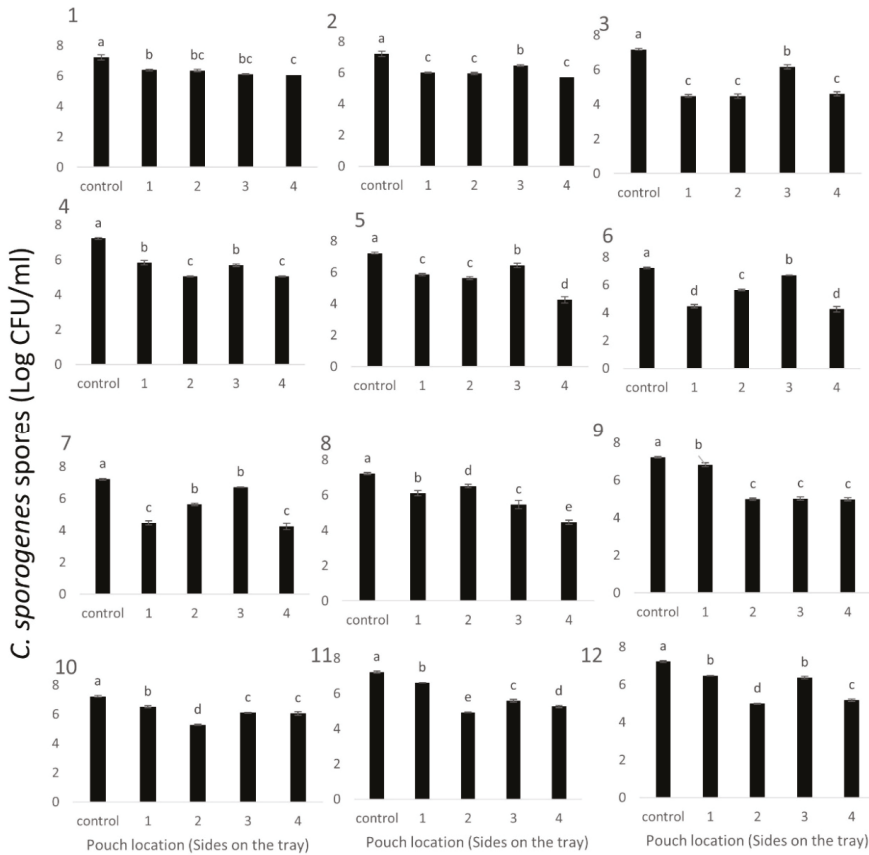 C. sporogenes spores (Log CFU/ml)
1
8
6
4
2
0
a
b
bc
bc
c
control 1 2 3 4
2
8
6
4
2
0
a
c
c
b
c
control 1 2 3 4
3
8
6
4
2
0
a
c
c
b
c
control 1 2 3 4
4
8
6
4
2
0
a
b
c
b
c
control 1 2 3 4
5
8
6
4
2
0
a
c
c
b
d
control 1 2 3 4
6
8
6
4
2
0
a
d
c
b
d
control 1 2 3 4
7
8
6
4
2
0
a
c
b
b
c
control 1 2 3 4
8
8
6
4
2
0
a
b
d
c
e
control 1 2 3 4
9
8
6
4
2
0
a
b
c
c
c
control 1 2 3 4
10
8
6
4
2
0
a
b
d
c
c
control 1 2 3 4
Pouch location (Sides on the tray)
11
8
6
4
2
0
a
b
e
c
d
control 1 2 3 4
Pouch location (Sides on the tray)
12
8
6
4
2
0
a
b
d
b
c
control 1 2 3 4
Pouch location (Sides on the tray)